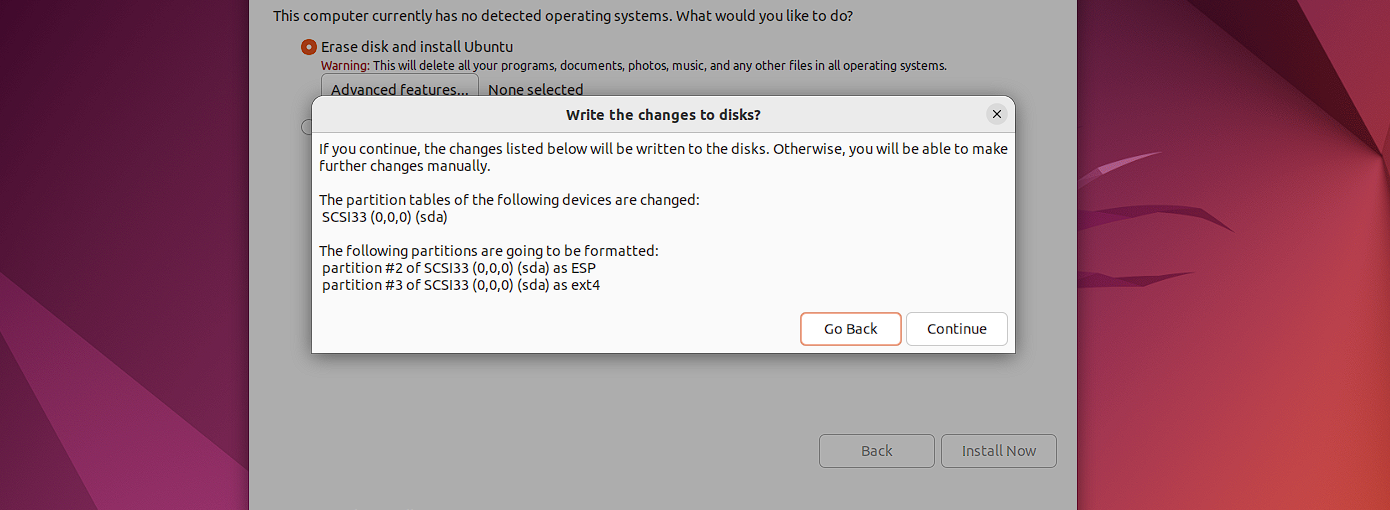 This computer currently has no detected operating systems. What would you like to do?
Erase disk and install Ubuntu
Warning: This will delete all your programs, documents, photos, music, and any other files in all operating systems.
Advanced features... None selected
Write the changes to disks?
If you continue, the changes listed below will be written to the disks. Otherwise, you will be able to make
further changes manually.
The partition tables of the following devices are changed:
SCSI33 (0,0,0) (sda)
The following partitions are going to be formatted:
partition #2 of SCSI33 (0,0,0) (sda) as ESP
partition #3 of SCSI33 (0,0,0) (sda) as ext4
Go Back Continue
Back Install Now